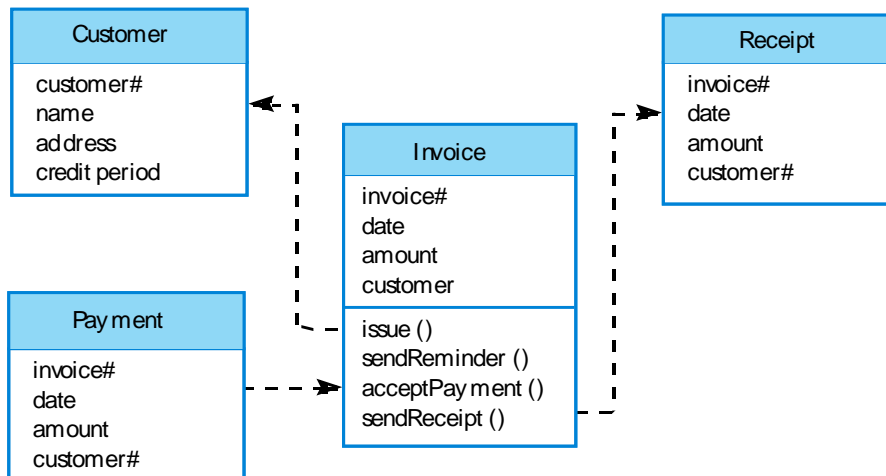 Customer
customer#
name
address
credit period
Receipt
invoice#
date
amount
customer#
Invoice
invoice#
date
amount
customer
issue ()
sendReminder ()
acceptPayment ()
sendReceipt ()
Payment
invoice#
date
amount
customer#